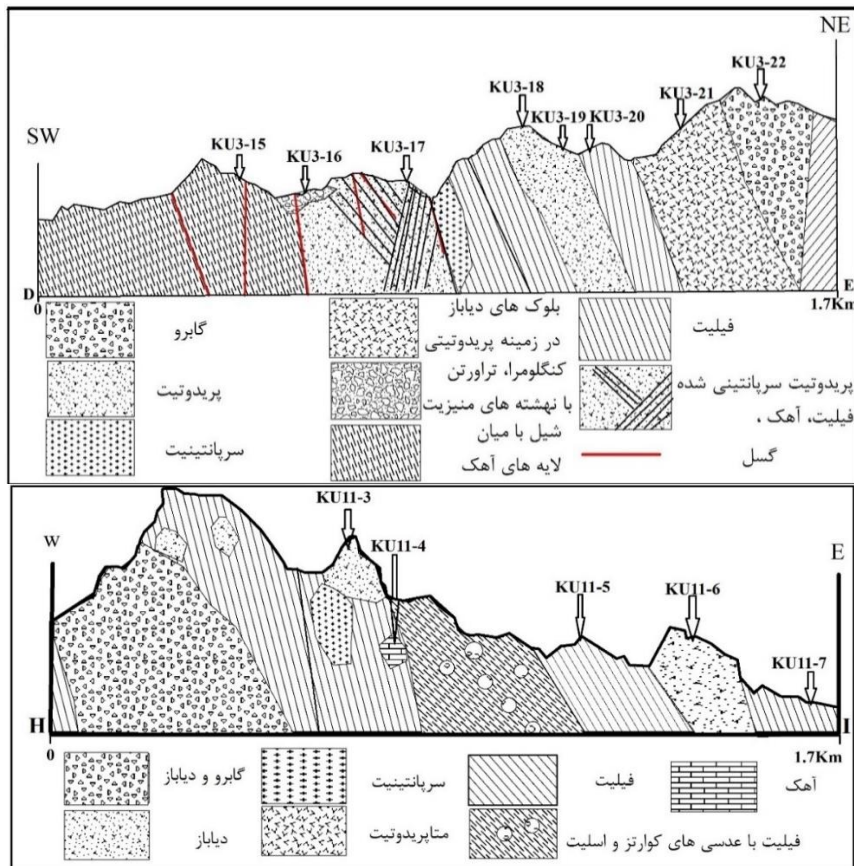 NE
KU3-22
KU3-18
KU3-21
KU3-19
KU3-20
SW
KU3-15
KU3-17
KU3-16
D
E
0
1.7Km
گابرو
بلوک های دیاباز
در زمینه پریدوتیتی
فیلیت
پریدوتیت
کنگلومرا، تراورتن
با نهشته های منیزیت
پریدوتیت سرپانتینی شده
فیلیت، آهک ،
سرپانتینیت
شیل با میان
لایه های آهک
گسل
KU11-3
W
KU11-4
E
KU11-5
KU11-6
KU11-7
H
I
0
1.7Km
گابرو و دیاباز
سرپانتینیت
فیلیت
آهک
دیاباز
متاپریدوتیت
فیلیت با عدسی های کوارتز و اسلیت